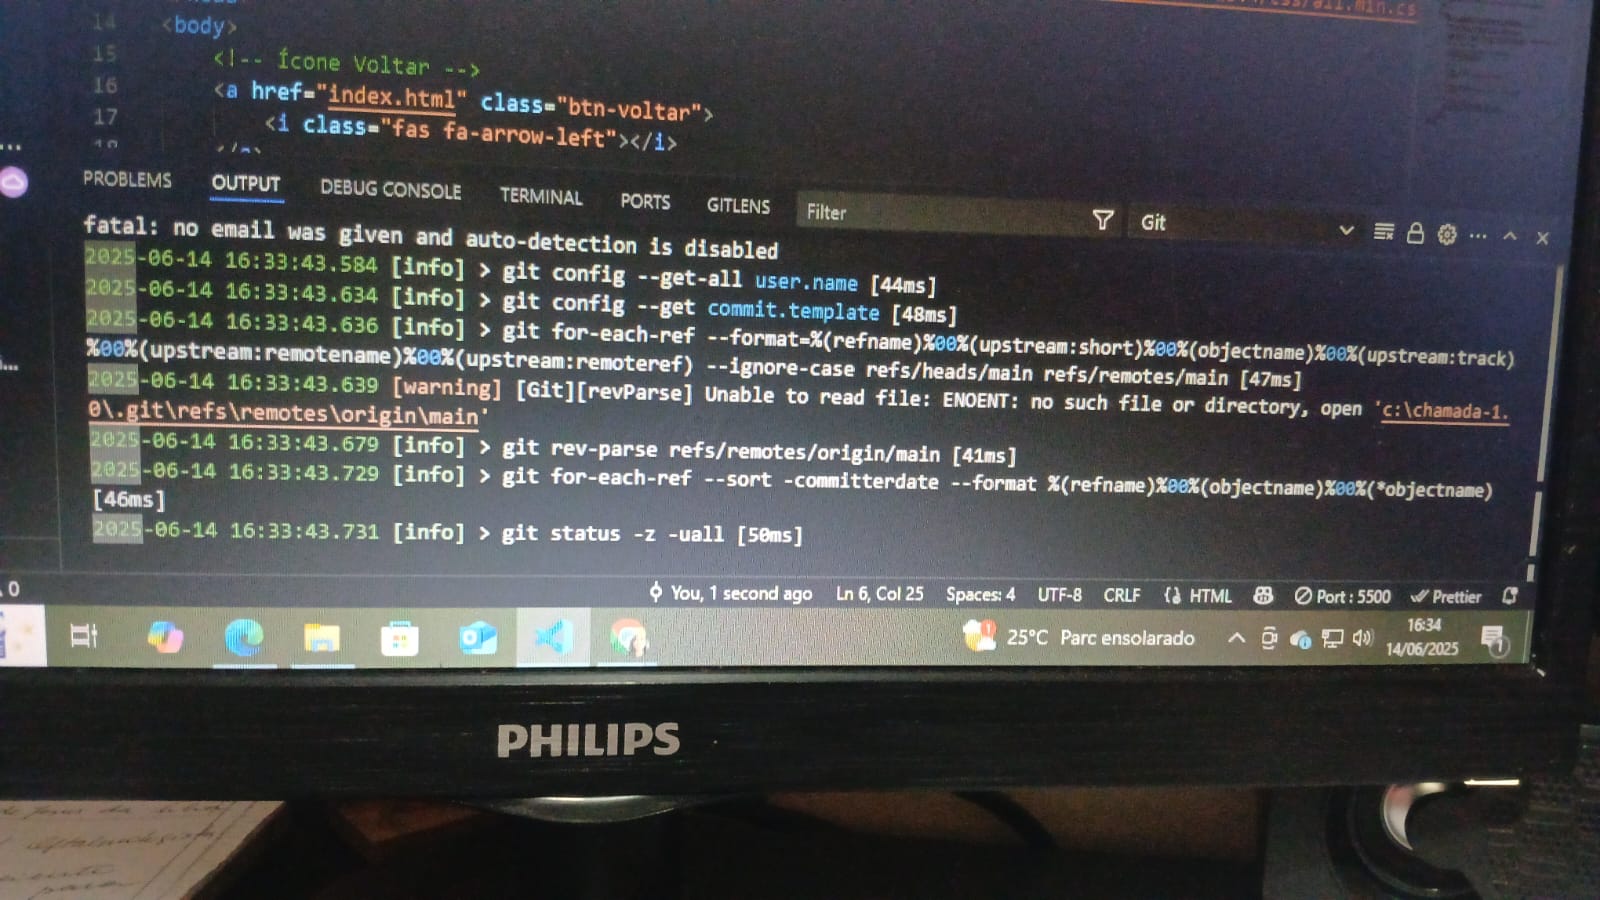 14 <body>
15 <!-- Ícone Voltar -->
16 <a href="index.html" class="btn-voltar">
17 <i class="fas fa-arrow-left"></i>
PROBLEMS OUTPUT DEBUG CONSOLE TERMINAL PORTS GITLENS Filter Git
fatal: no email was given and auto-detection is disabled
2025-06-14 16:33:43.584 [info] > git config --get-all user.name [44ms]
2025-06-14 16:33:43.634 [info] > git config --get commit.template [48ms]
2025-06-14 16:33:43.636 [info] > git for-each-ref --format=%(refname)%00%(upstream:short)%00%(objectname)%00%(upstream:track)
%00%(upstream:remotename)%00%(upstream:remoteref) --ignore-case refs/heads/main refs/remotes/main [47ms]
2025-06-14 16:33:43.639 [warning] [Git][revParse] Unable to read file: ENOENT: no such file or directory, open 'c:\chamada-1.
0\.git\refs\remotes\origin\main'
2025-06-14 16:33:43.679 [info] > git rev-parse refs/remotes/origin/main [41ms]
2025-06-14 16:33:43.729 [info] > git for-each-ref --sort -committerdate --format %(refname)%00%(objectname)%00%(*objectname)
[46ms]
2025-06-14 16:33:43.731 [info] > git status -z -uall [50ms]
0 You, 1 second ago Ln 6, Col 25 Spaces: 4 UTF-8 CRLF HTML Port : 5500 Prettier
1 25°C Parc ensolarado 16:34
14/06/2025 1
PHILIPS